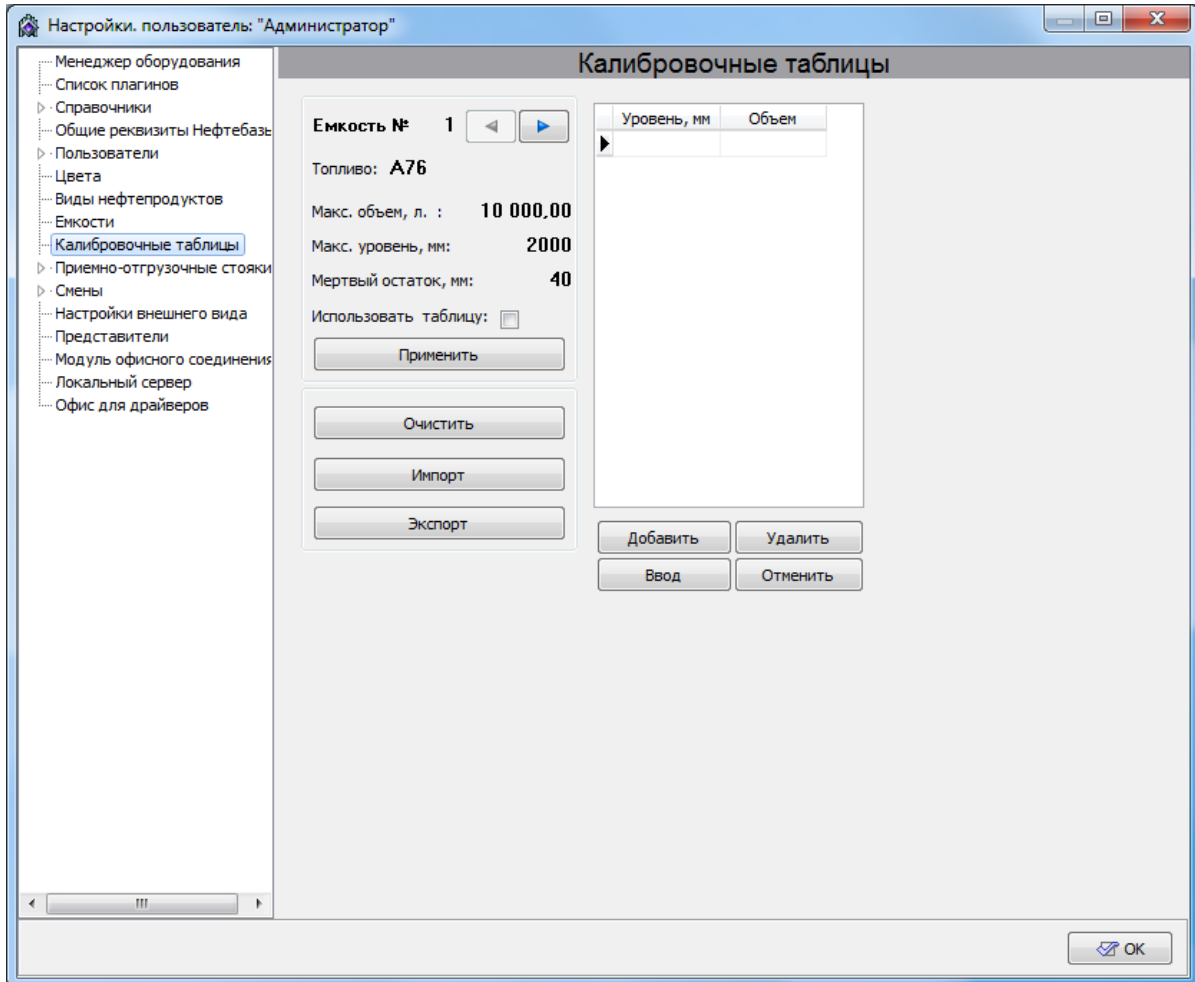 Настройки. пользователь: "Администратор"
Менеджер оборудования
Список плагинов
Справочники
Общие реквизиты Нефтебазь
Пользователи
Цвета
Виды нефтепродуктов
Емкости
Калибровочные таблицы
Приемно-отгрузочные стояки
Смены
Настройки внешнего вида
Представители
Модуль офисного соединения
Локальный сервер
Офис для драйверов
Калибровочные таблицы
Емкость № 1
Топливо: А76
Макс. объем, л. : 10 000,00
Макс. уровень, мм: 2000
Мертвый остаток, мм: 40
Использовать таблицу:
Применить
Очистить
Импорт
Экспорт
Уровень, мм Объем
Добавить Удалить
Ввод Отменить
OK